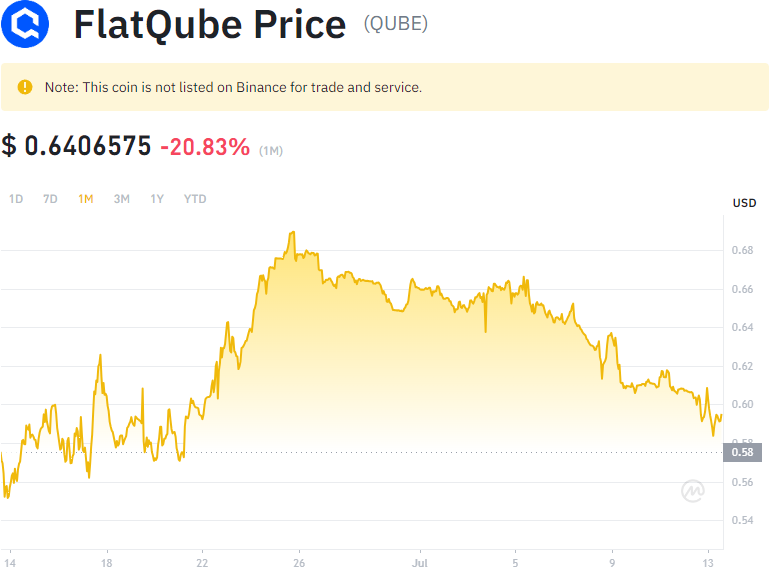 FlatQube Price (QUBE)
Note: This coin is not listed on Binance for trade and service.
$ 0.6406575 -20.83% (1M)
1D 7D 1M 3M 1Y YTD
USD
0.68
0.66
0.64
0.62
0.60
0.58
0.58
0.56
0.54
14 18 22 26 Jul 5 9 13